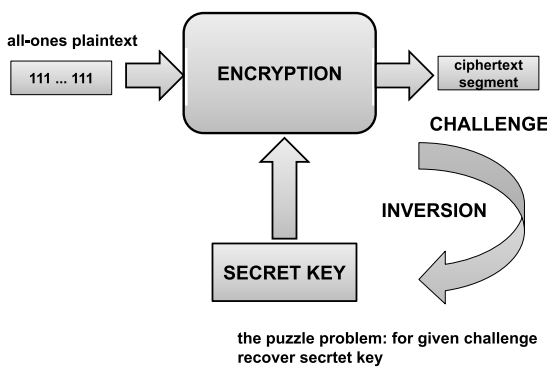 all-ones plaintext
111 ... 111
ENCRYPTION
ciphertext
segment
CHALLENGE
INVERSION
SECRET KEY
the puzzle problem: for given challenge
recover secrtet key